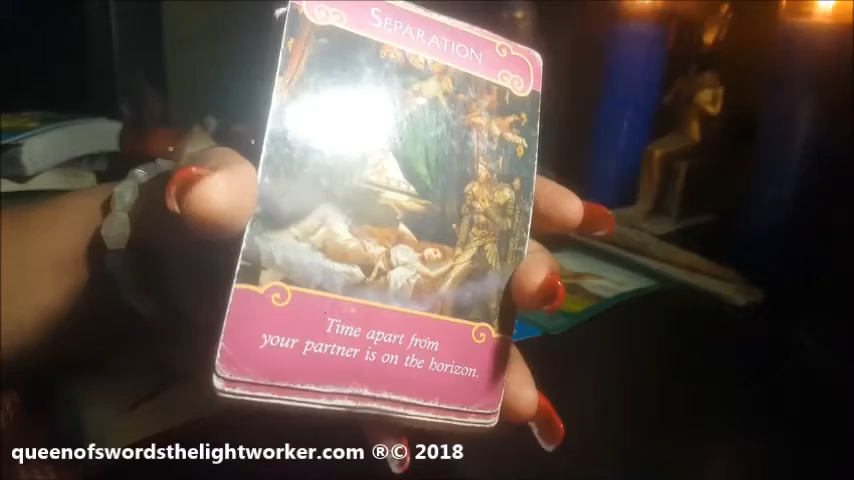 SEPARATION
Time apart from
your partner is on the horizon.
queenofswordsthelightworker.com ®© 2018